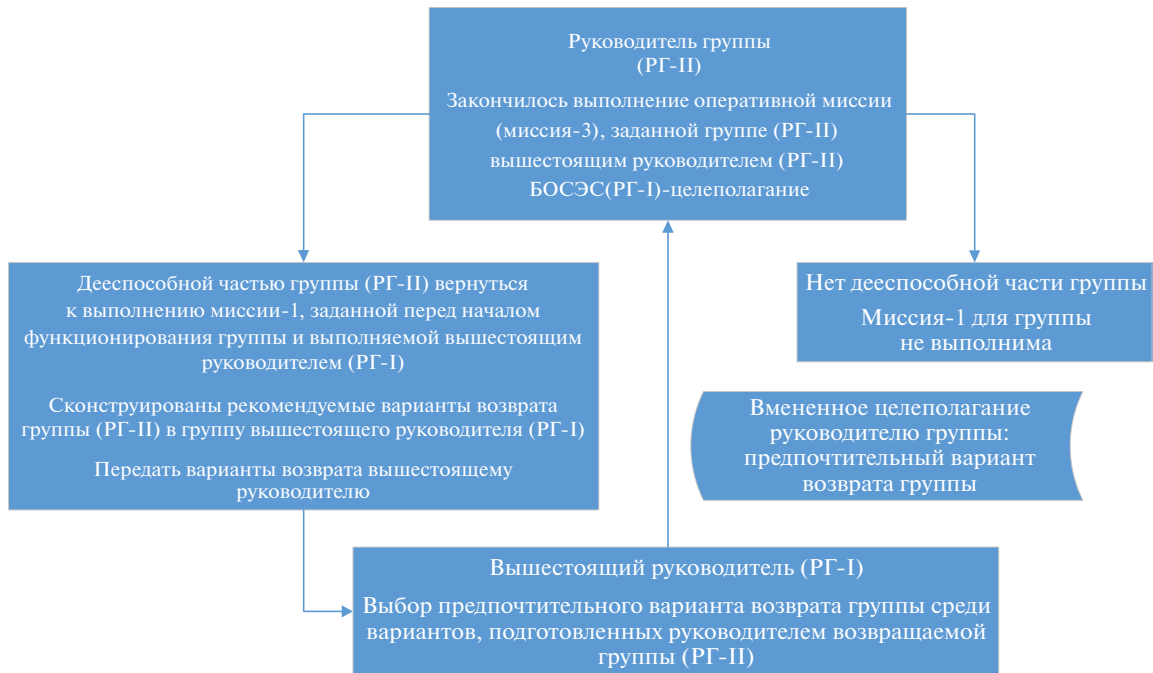 Руководитель группы
(РГ-II)
Закончилось выполнение оперативной миссии
(миссия-3), заданной группе (РГ-II)
вышестоящим руководителем (РГ-II)
БОСЭС(РГ-I)-целеполагание
Дееспособной частью группы (РГ-II) вернуться
к выполнению миссии-1, заданной перед началом
функционирования группы и выполняемой вышестоящим
руководителем (РГ-I)
Сконструированы рекомендуемые варианты возврата
группы (РГ-II) в группу вышестоящего руководителя (РГ-I)
Передать варианты возврата вышестоящему
руководителю
Нет дееспособной части группы
Миссия-1 для группы
не выполнима
Вмененное целеполагание
руководителю группы:
предпочтительный вариант
возврата группы
Вышестоящий руководитель (РГ-I)
Выбор предпочтительного варианта возврата группы среди
вариантов, подготовленных руководителем возвращаемой
группы (РГ-II)